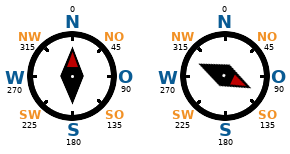 0 0
N N
NW NO NW NO
315 45 315 45
W O W O
270 90 270 90
SW SO SW SO
225 135 225 135
S S
180 180